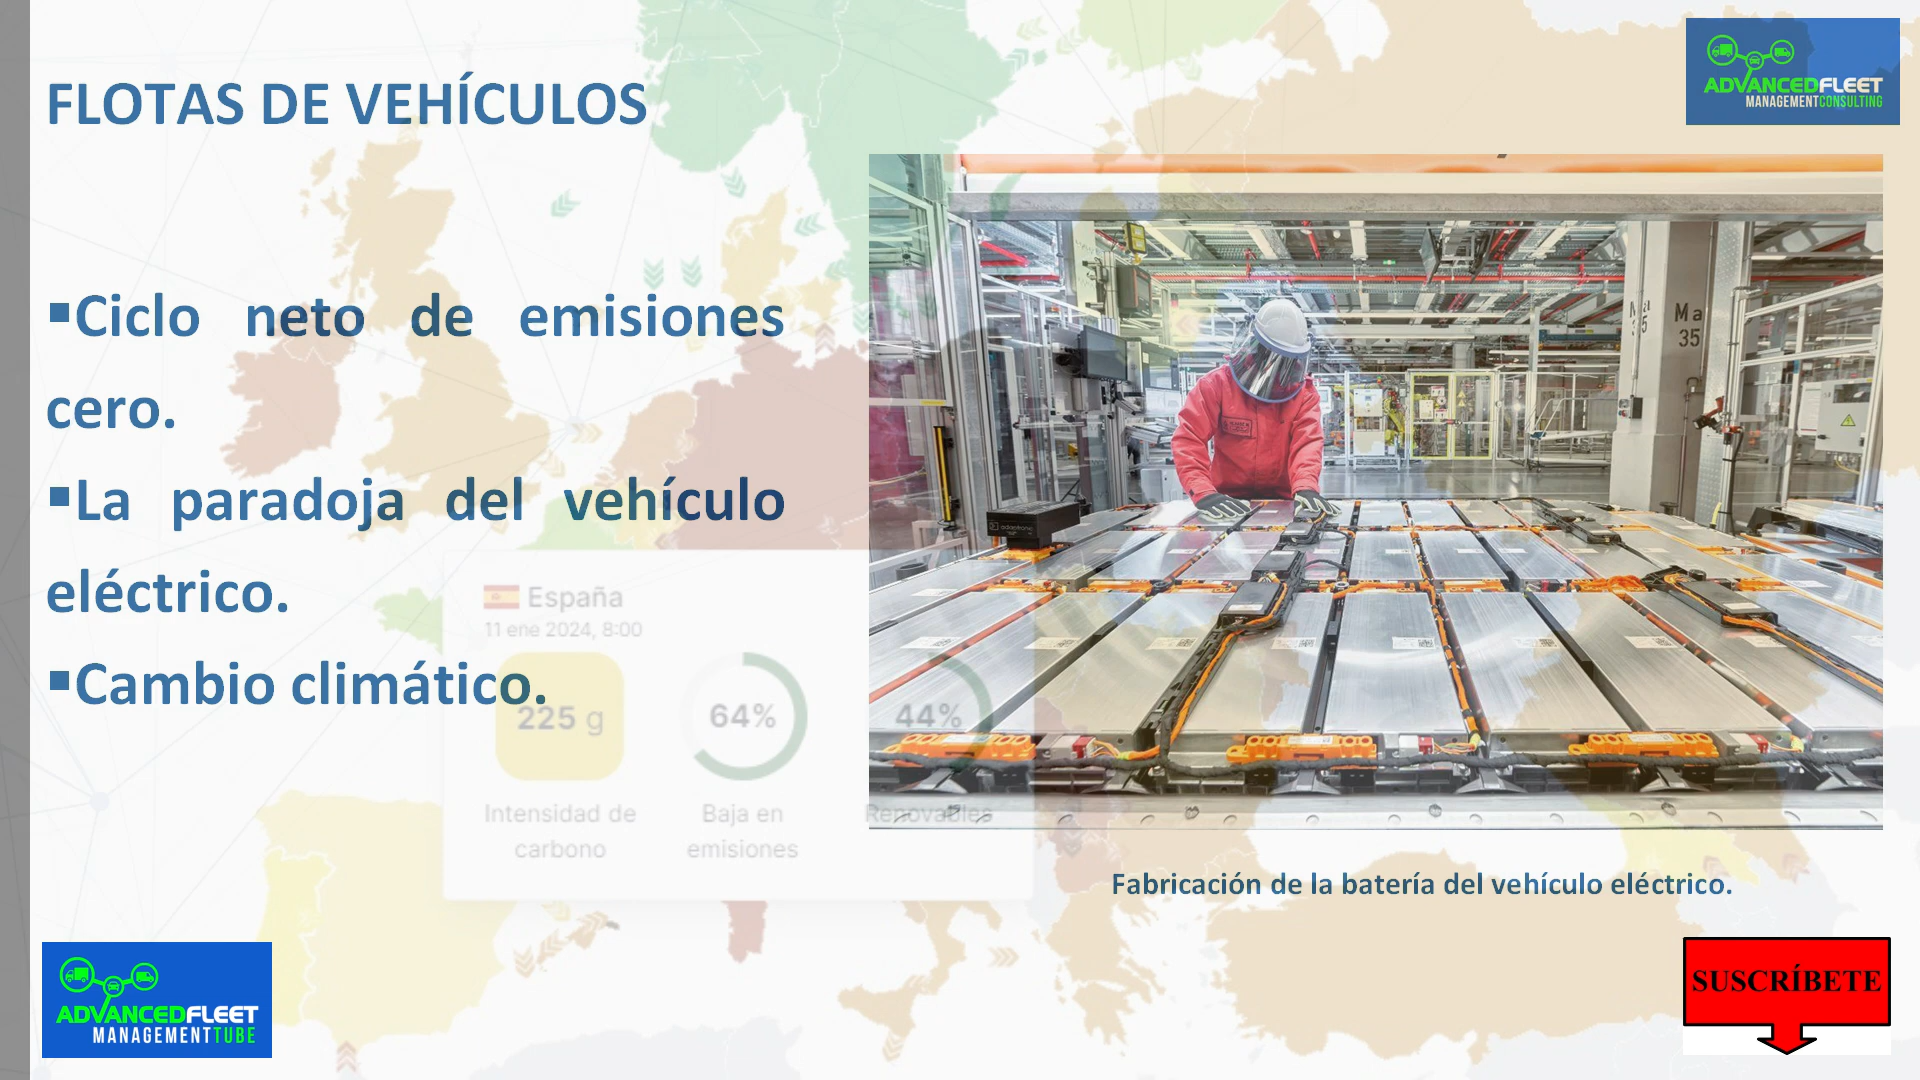 FLOTAS DE VEHÍCULOS
ADVANCEDFLEET
MANAGEMENTCONSULTING
▪Ciclo neto de emisiones
cero.
▪La paradoja del vehículo
eléctrico.
▪Cambio climático.
España
11 ene 2024, 8:00
225 g
64%
44%
Intensidad de
carbono
Baja en
emisiones
Renovables
Ma
35
Fabricación de la batería del vehículo eléctrico.
ADVANCEDFLEET
MANAGEMENTTUBE
SUSCRÍBETE